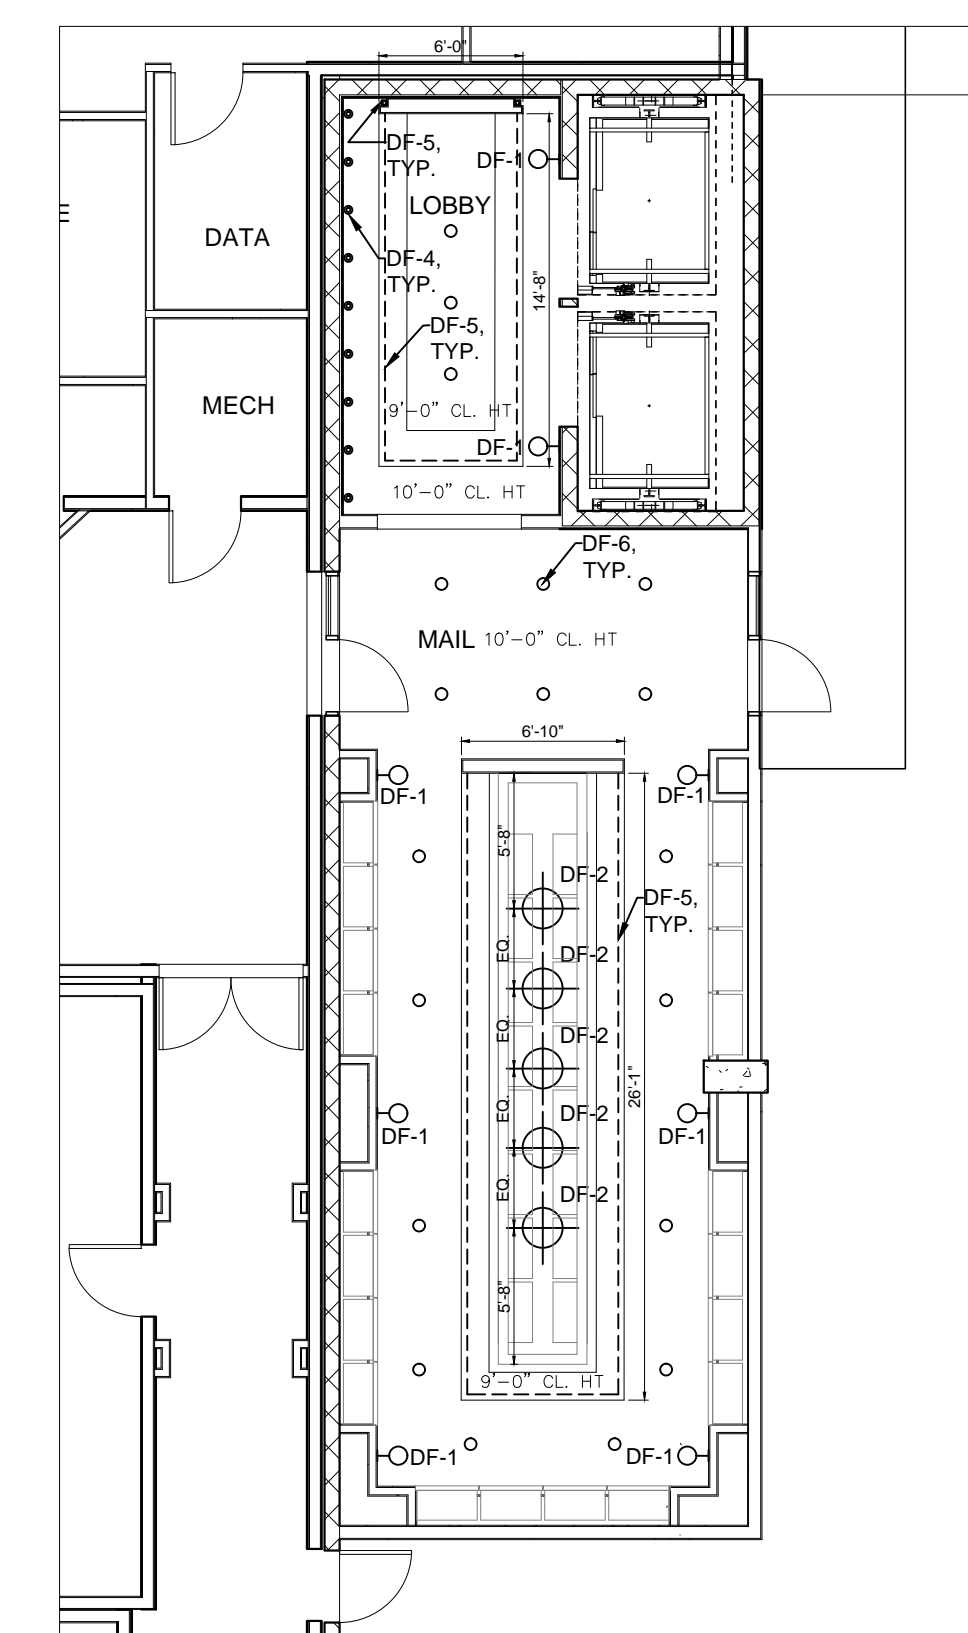 6'-0"
DF-5,
TYP.
DF-1
LOBBY
DATA
DF-4,
TYP.
14'-8"
DF-5,
TYP.
MECH
9'-0" CL. HT
DF-1
10'-0" CL. HT
DF-6,
TYP.
MAIL 10'-0" CL. HT
6'-10"
DF-1
DF-1
5'-8"
DF-2
DF-5,
TYP.
EQ.
DF-2
EQ.
DF-2
26'-1"
EQ.
DF-2
DF-1
DF-1
EQ.
DF-2
5'-8"
9'-0" CL. HT
DF-1
DF-1